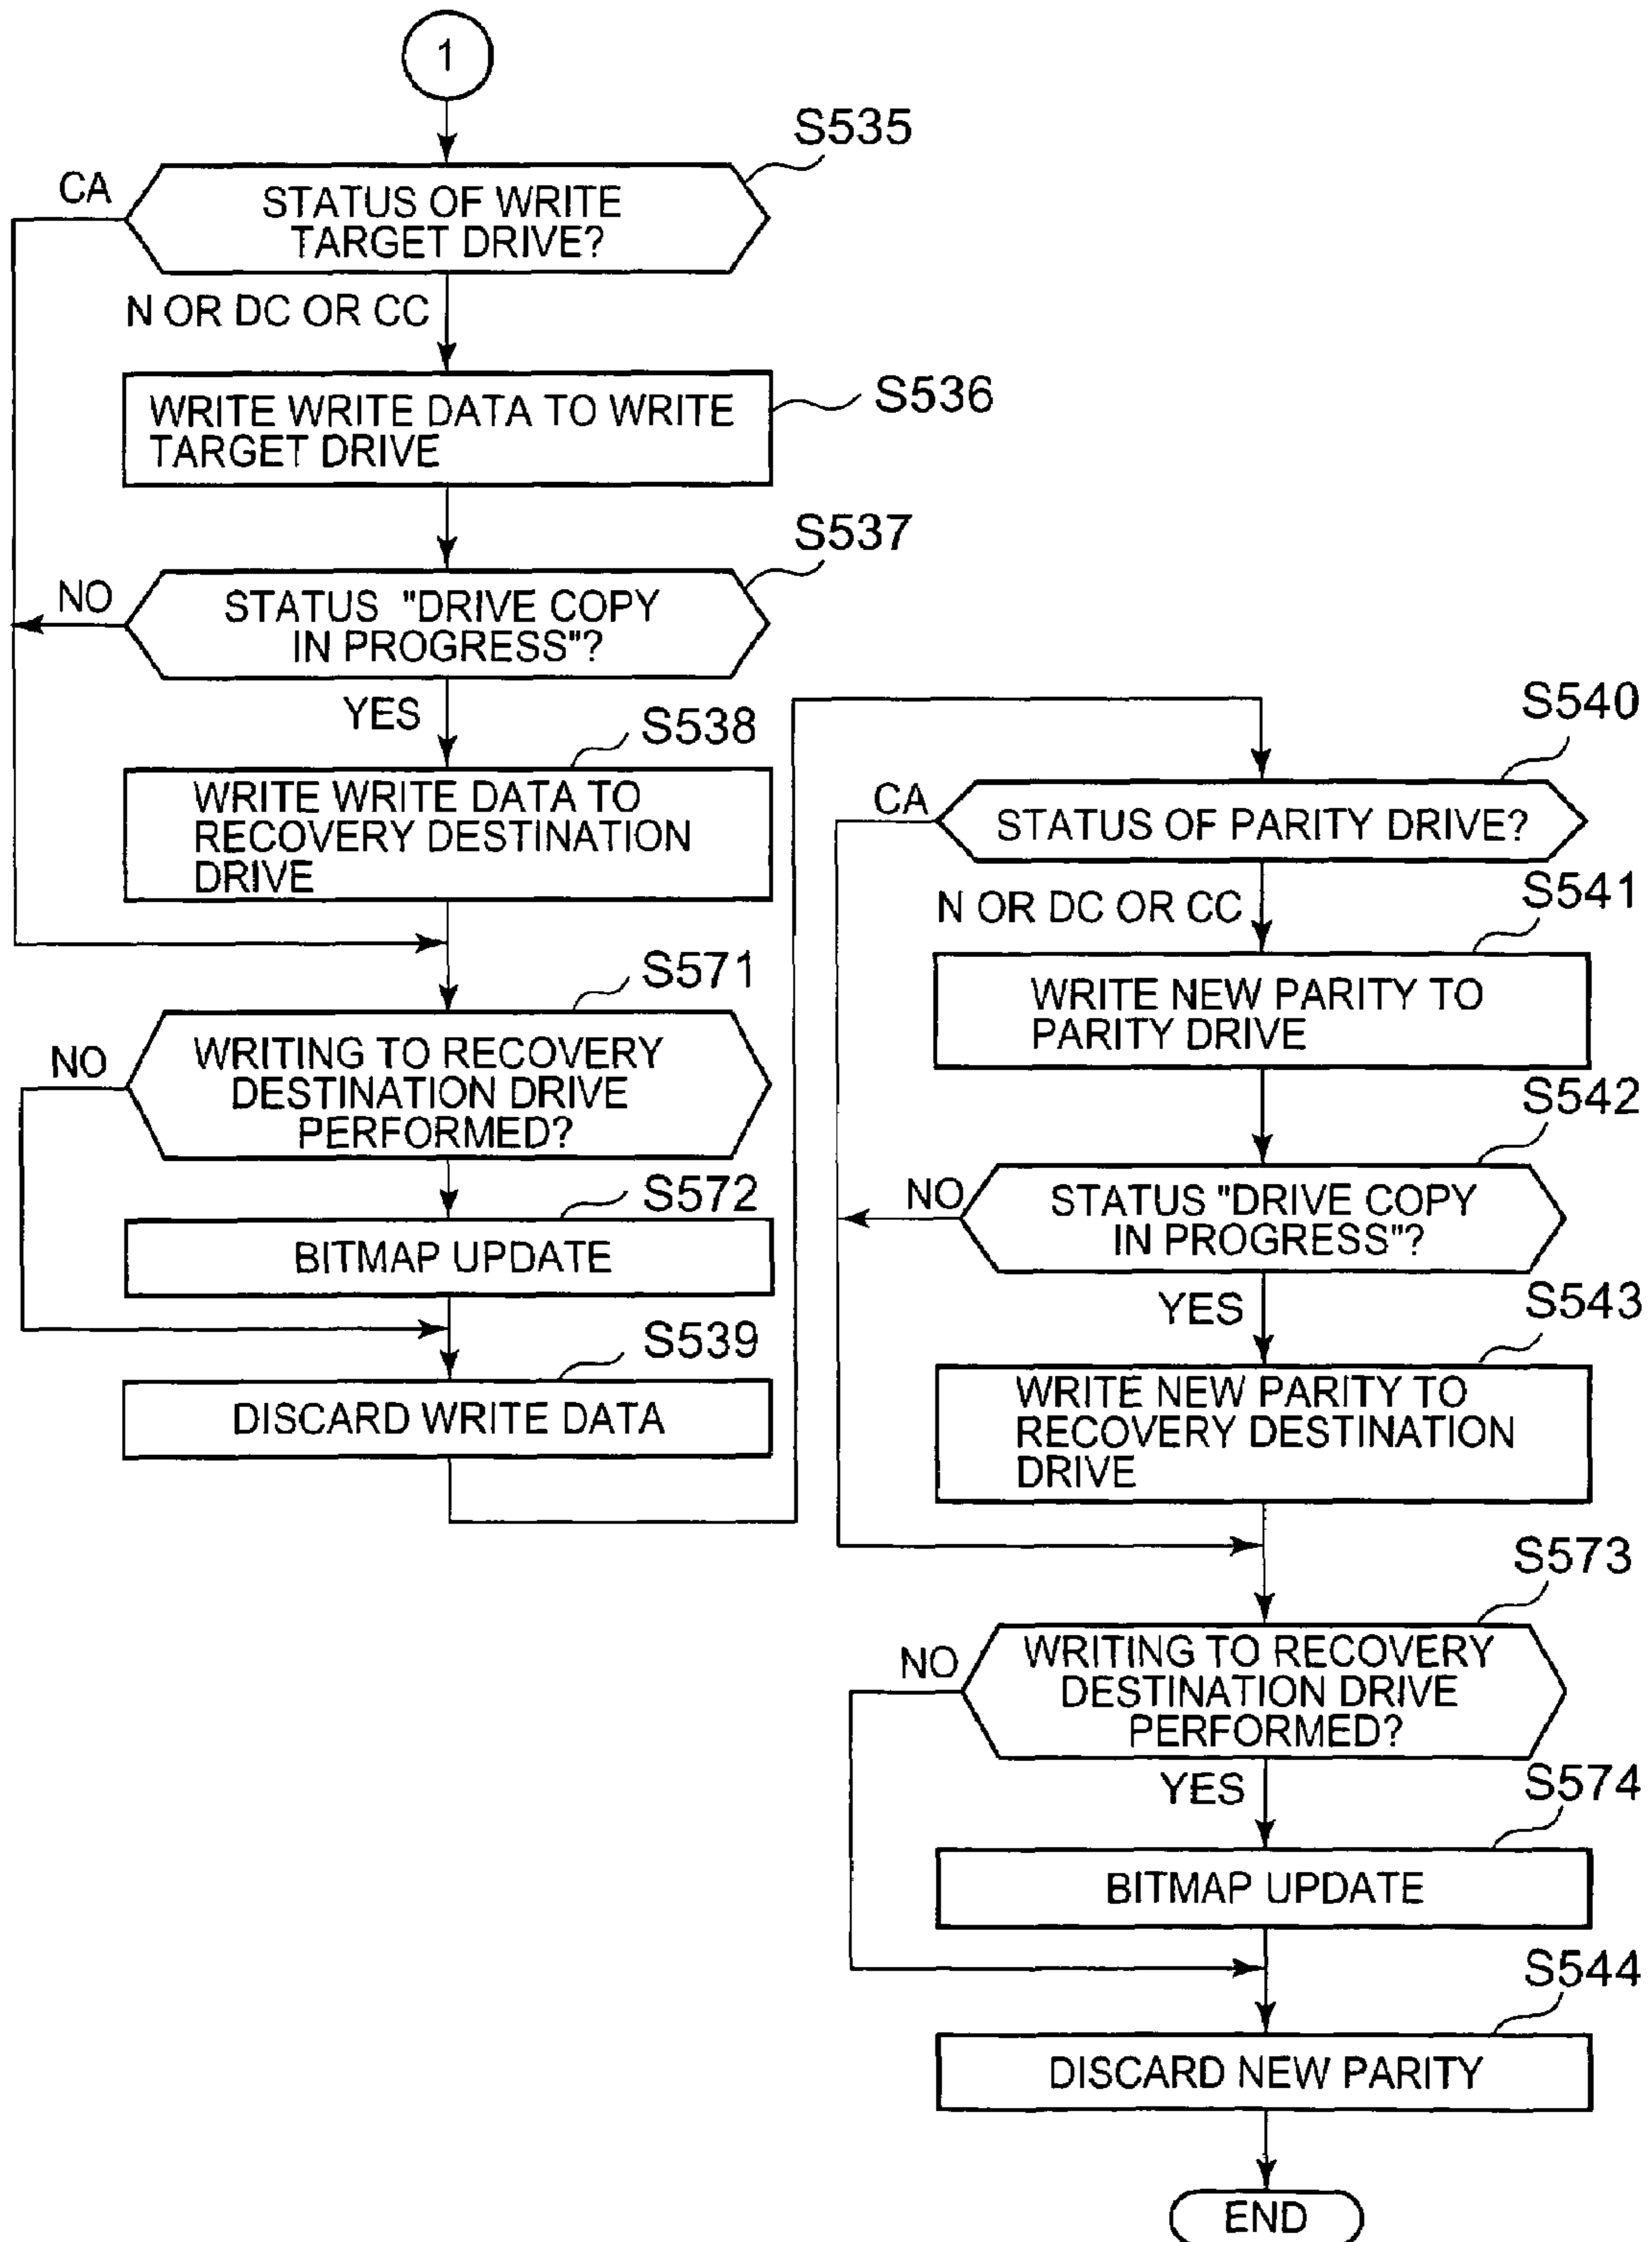 1
S535
CA
STATUS OF WRITE
TARGET DRIVE?
N OR DC OR CC
S536
WRITE WRITE DATA TO WRITE
TARGET DRIVE
S537
NO
STATUS "DRIVE COPY
IN PROGRESS"?
YES
S538
WRITE WRITE DATA TO
RECOVERY DESTINATION
DRIVE
S571
NO
WRITING TO RECOVERY
DESTINATION DRIVE
PERFORMED?
S572
BITMAP UPDATE
S539
DISCARD WRITE DATA
S540
CA
STATUS OF PARITY DRIVE?
N OR DC OR CC
S541
WRITE NEW PARITY TO
PARITY DRIVE
S542
NO
STATUS "DRIVE COPY
IN PROGRESS"?
YES
S543
WRITE NEW PARITY TO
RECOVERY DESTINATION
DRIVE
S573
NO
WRITING TO RECOVERY
DESTINATION DRIVE
PERFORMED?
YES
S574
BITMAP UPDATE
S544
DISCARD NEW PARITY
END